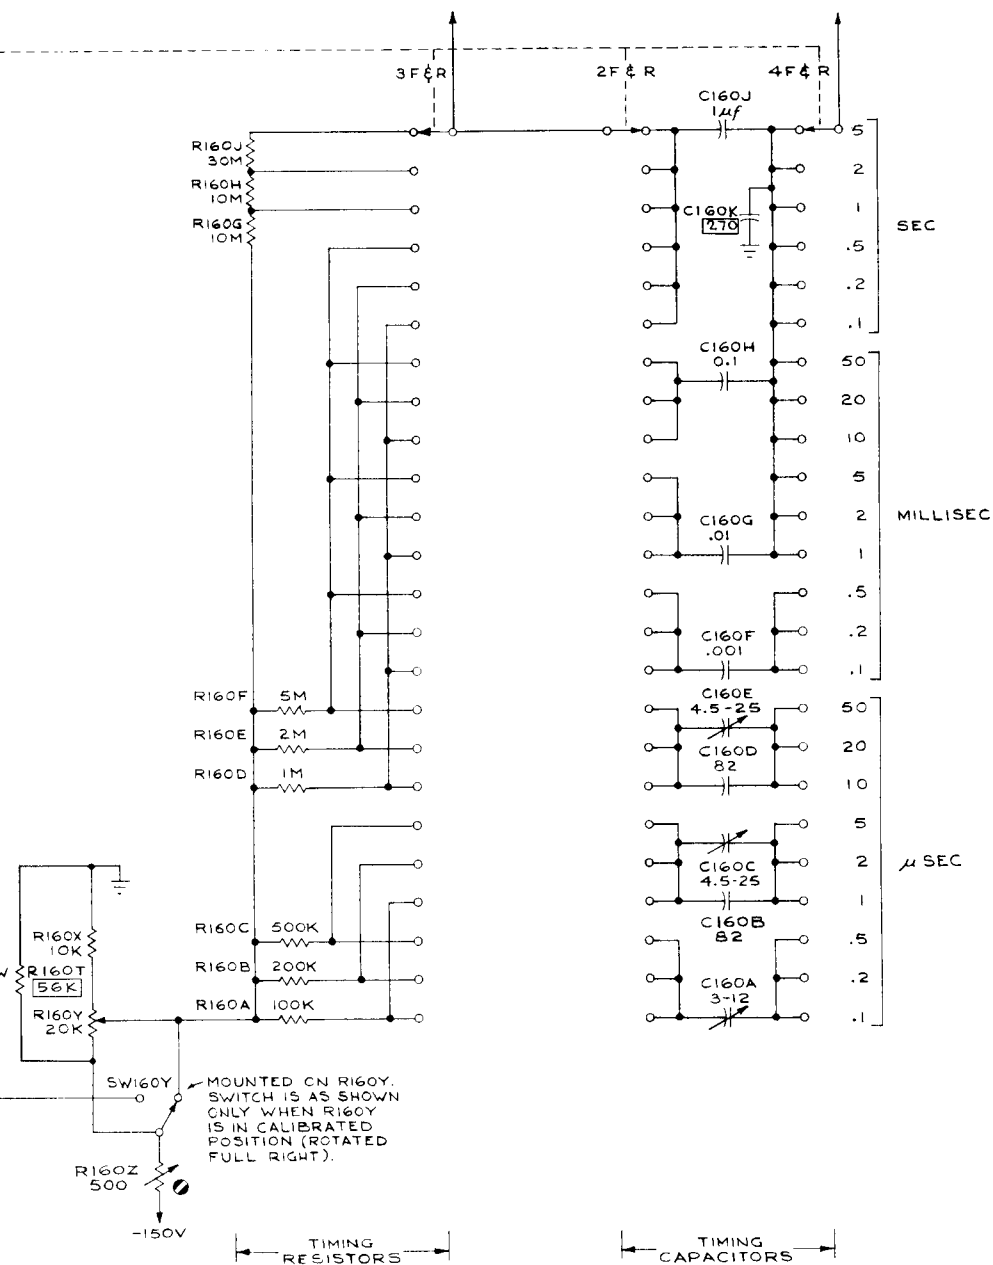 3F & R
2F & R
4F & R
C160J
1 µf
5
R160J
30M
2
R160H
10M
1
C160K
270
SEC
R160G
10M
.5
.2
.1
C160H
0.1
50
20
10
5
2
MILLISEC
C160G
.01
1
.5
.2
C160F
.001
.1
R160F
5M
C160E
4.5-25
50
R160E
2M
20
C160D
82
R160D
1M
10
5
2
µ SEC
C160C
4.5-25
1
C160B
82
R160C
500K
.5
R160X
10K
W
R160T
56K
R160B
200K
.2
C160A
3-12
R160Y
20K
R160A
100K
.1
SW160Y
MOUNTED ON R160Y.
SWITCH IS AS SHOWN
ONLY WHEN R160Y
IS IN CALIBRATED
POSITION (ROTATED
FULL RIGHT).
R160Z
500
-150V
TIMING
RESISTORS
TIMING
CAPACITORS